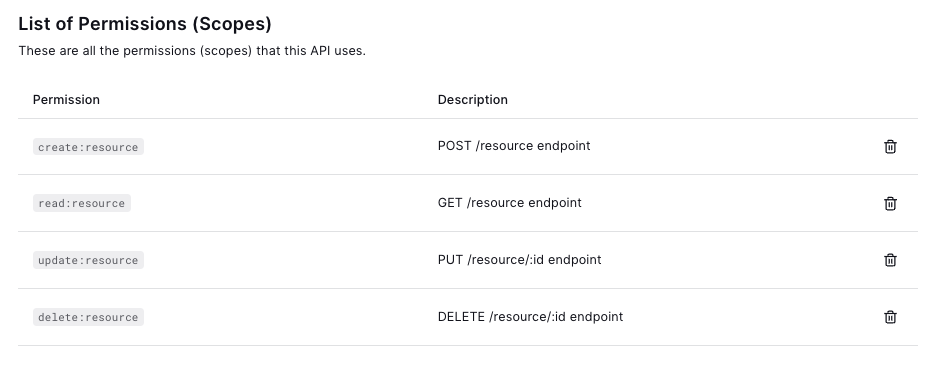 List of Permissions (Scopes)
These are all the permissions (scopes) that this API uses.
Permission Description
create:resource POST /resource endpoint
read:resource GET /resource endpoint
update:resource PUT /resource/:id endpoint
delete:resource DELETE /resource/:id endpoint